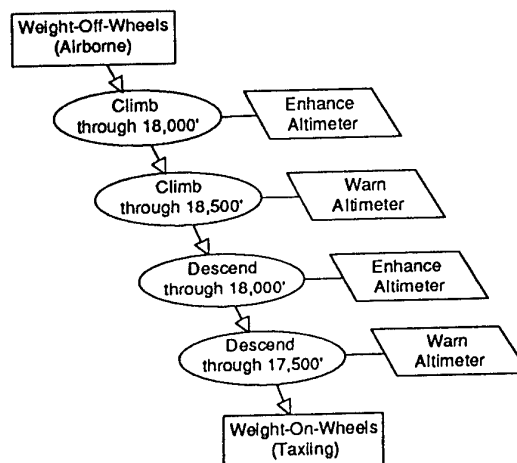 Weight-Off-Wheels
(Airborne)
Climb
through 18,000'
Enhance
Altimeter
Climb
through 18,500'
Warn
Altimeter
Descend
through 18,000'
Enhance
Altimeter
Descend
through 17,500'
Warn
Altimeter
Weight-On-Wheels
(Taxiing)